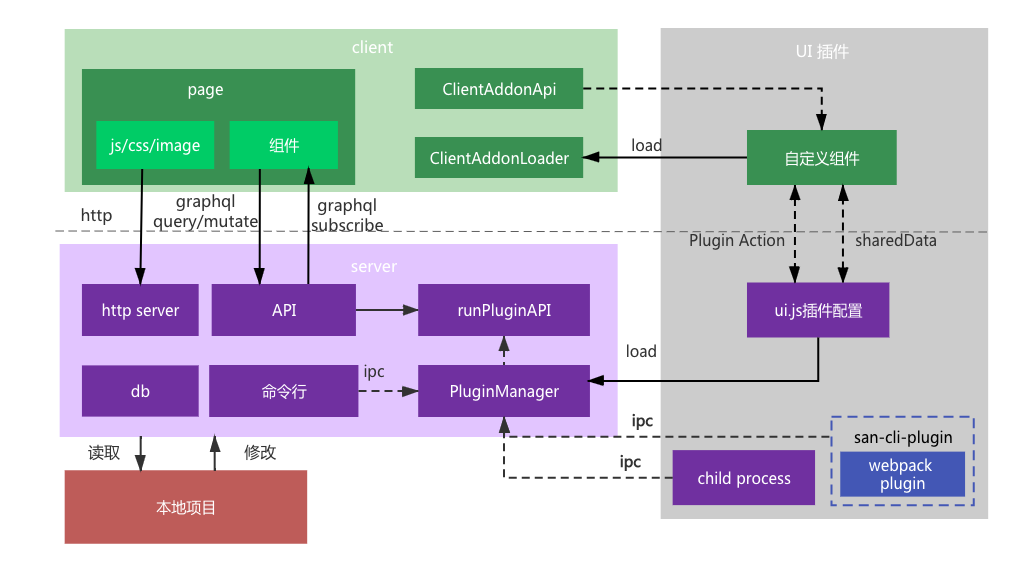 client
UI 插件
page
ClientAddonApi
js/css/image
组件
ClientAddonLoader
load
自定义组件
http
graphql
query/mutate
graphql
subscribe
Plugin Action
sharedData
server
http server
API
runPluginAPI
ui.js插件配置
load
db
命令行
ipc
PluginManager
ipc
san-cli-plugin
webpack
plugin
读取
修改
ipc
child process
本地项目